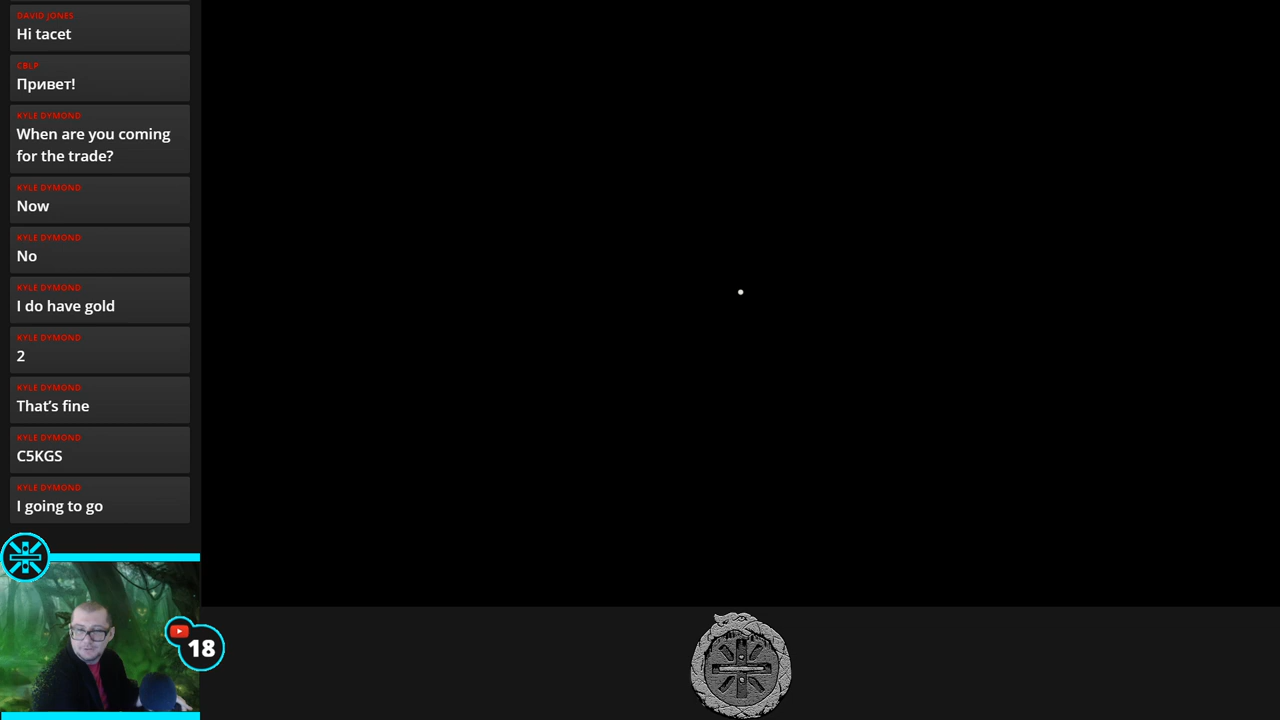 DAVID JONES
Hi tacet
CBLP
Привет!
KYLE DYMOND
When are you coming
for the trade?
KYLE DYMOND
Now
KYLE DYMOND
No
KYLE DYMOND
I do have gold
KYLE DYMOND
2
KYLE DYMOND
That's fine
KYLE DYMOND
C5KGS
KYLE DYMOND
I going to go
18